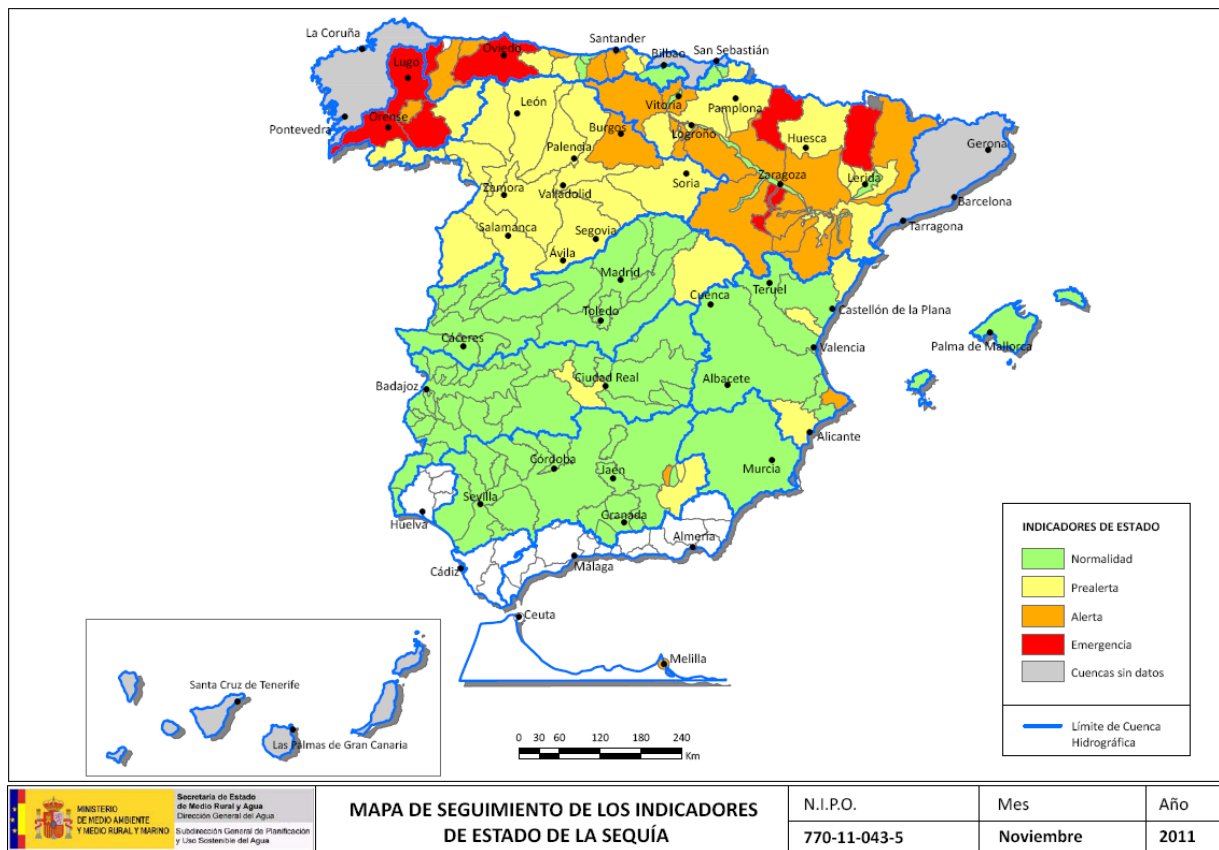 La Coruña
Lugo
Oviedo
Santander
Bilbao
San Sebastián
Pontevedra
Orense
León
Burgos
Vitoria
Pamplona
Logroño
Huesca
Gerona
Palencia
Zamora
Valladolid
Soria
Zaragoza
Lerida
Barcelona
Tarragona
Salamanca
Segovia
Ávila
Madrid
Cuenca
Teruel
Castellón de la Plana
Toledo
Cáceres
Valencia
Palma de Mallorca
Badajoz
Ciudad Real
Albacete
Alicante
Córdoba
Jaén
Murcia
Sevilla
Huelva
Granada
Almería
Cádiz
Málaga
Ceuta
Melilla
Santa Cruz de Tenerife
Las Palmas de Gran Canaria
0 30 60 120 180 240
Km
INDICADORES DE ESTADO
Normalidad
Prealerta
Alerta
Emergencia
Cuencas sin datos
Límite de Cuenca
Hidrográfica
MINISTERIO
DE MEDIO AMBIENTE
Y MEDIO RURAL Y MARINO
Secretaría de Estado
de Medio Rural y Agua
Dirección General del Agua
Subdirección General de Planificación
y Uso Sostenible del Agua
MAPA DE SEGUIMIENTO DE LOS INDICADORES
DE ESTADO DE LA SEQUÍA
N.I.P.O.
770-11-043-5
Mes
Noviembre
Año
2011